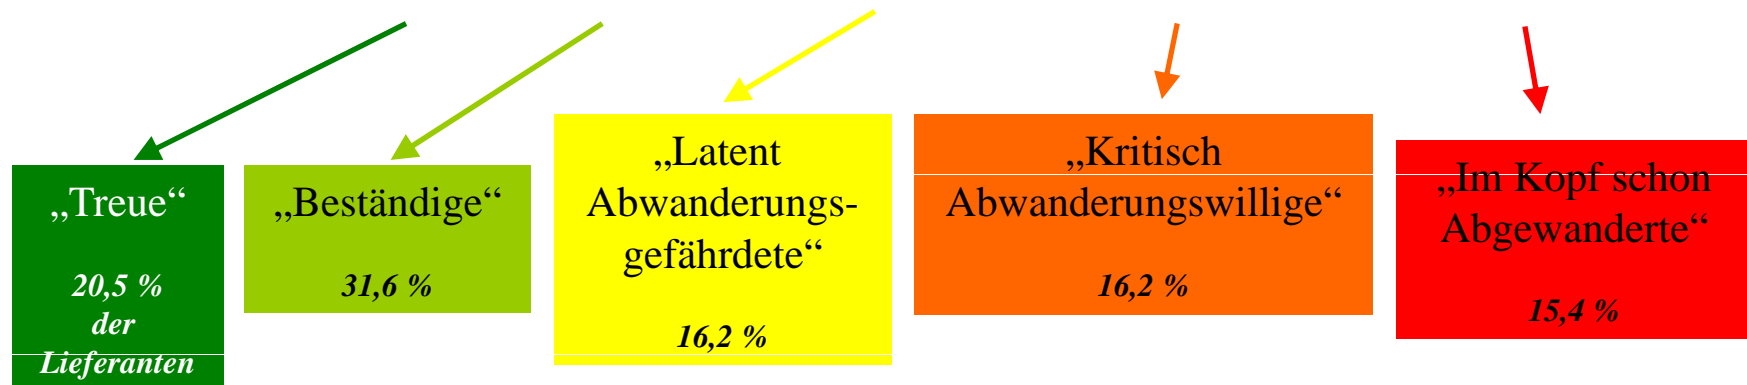 „Treue“
20,5 %
der
Lieferanten
„Beständige“
31,6 %
„Latent
Abwanderungs-
gefährdete“
16,2 %
„Kritisch
Abwanderungswillige“
16,2 %
„Im Kopf schon
Abgewanderte“
15,4 %